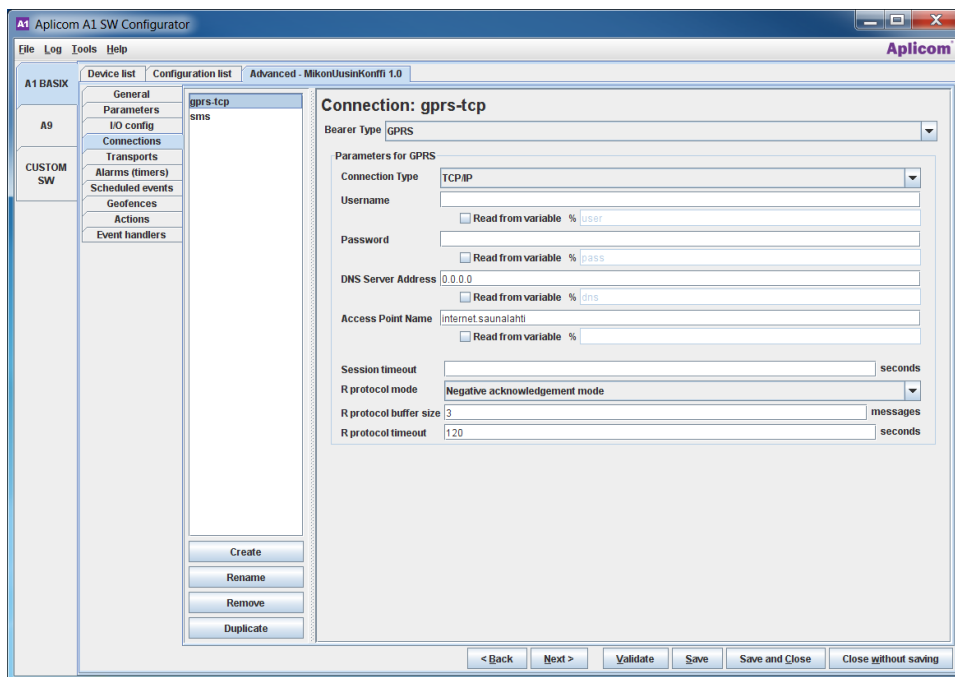 A1 Aplicom A1 SW Configurator
File Log Tools Help
Aplicom
A1 BASIX
A9
CUSTOM SW
Device list Configuration list Advanced - MikonUusinKonffi 1.0
General
Parameters
I/O config
Connections
Transports
Alarms (timers)
Scheduled events
Geofences
Actions
Event handlers
gprs-tcp
sms
Create
Rename
Remove
Duplicate
Connection: gprs-tcp
Bearer Type GPRS
Parameters for GPRS
Connection Type TCP/IP
Username
Read from variable % user
Password
Read from variable % pass
DNS Server Address 0.0.0.0
Read from variable % dns
Access Point Name internet.saunalahti
Read from variable %
Session timeout seconds
R protocol mode Negative acknowledgement mode
R protocol buffer size 3 messages
R protocol timeout 120 seconds
< Back Next > Validate Save Save and Close Close without saving